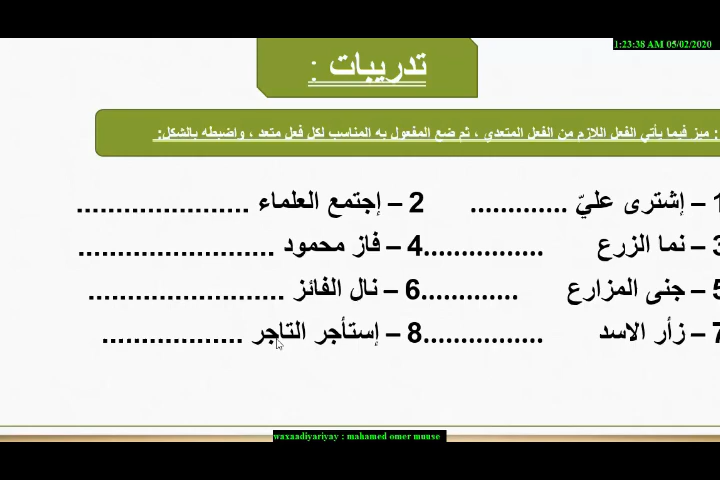 1:23:38 AM 05/02/2020
تدريبات :
: ميز فيما يأتي الفعل اللازم من الفعل المتعدي ، ثم ضع المفعول به المناسب لكل فعل متعد ، واضبطه بالشكل:
1 – إشترى عليّ ............. 2 – إجتمع العلماء ......................
3 – نما الزرع ................4 – فاز محمود .........................
5 – جنى المزارع .............6 – نال الفائز .........................
7 – زأر الاسد ................8 – إستأجر التاجر ..................
waxaadiyariyay : mahamed omer muuse